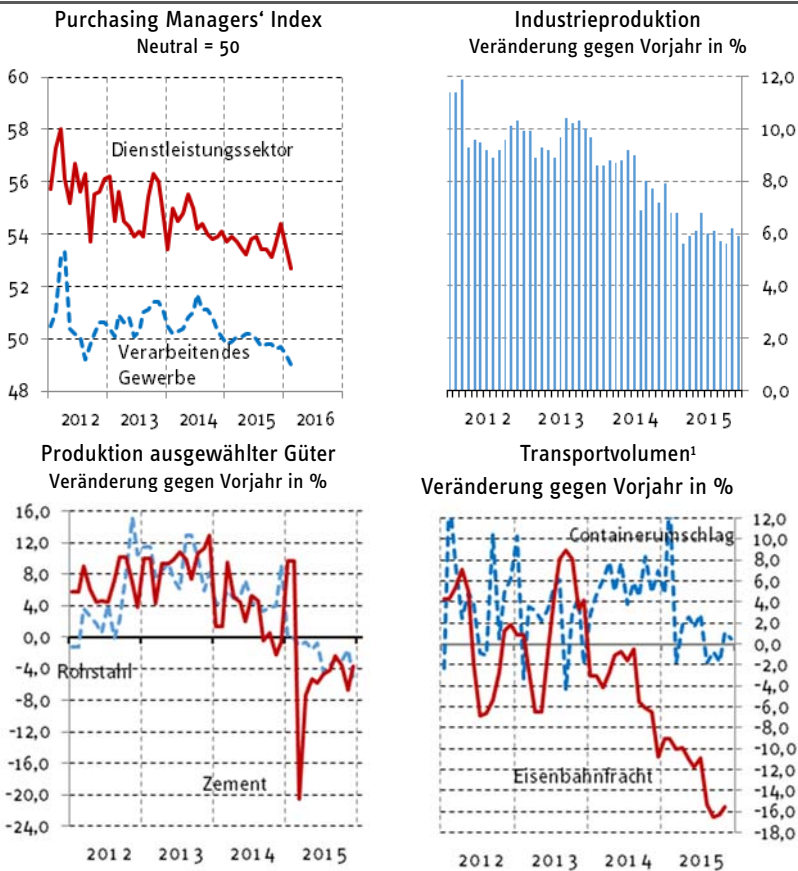 Purchasing Managers‘ Index
Neutral = 50
60
58
56
54
52
50
48
Dienstleistungssektor
Verarbeitendes
Gewerbe
2012 2013 2014 2015 2016
Industrieproduktion
Veränderung gegen Vorjahr in %
12,0
10,0
8,0
6,0
4,0
2,0
0,0
2012 2013 2014 2015
Produktion ausgewählter Güter
Veränderung gegen Vorjahr in %
16,0
12,0
8,0
4,0
0,0
-4,0
-8,0
-12,0
-16,0
-20,0
-24,0
Rohstahl
Zement
2012 2013 2014 2015
Transportvolumen¹
Veränderung gegen Vorjahr in %
Containerumschlag
Eisenbahnfracht
12,0
10,0
8,0
6,0
4,0
2,0
0,0
-2,0
-4,0
-6,0
-8,0
-10,0
-12,0
-14,0
-16,0
-18,0
2012 2013 2014 2015